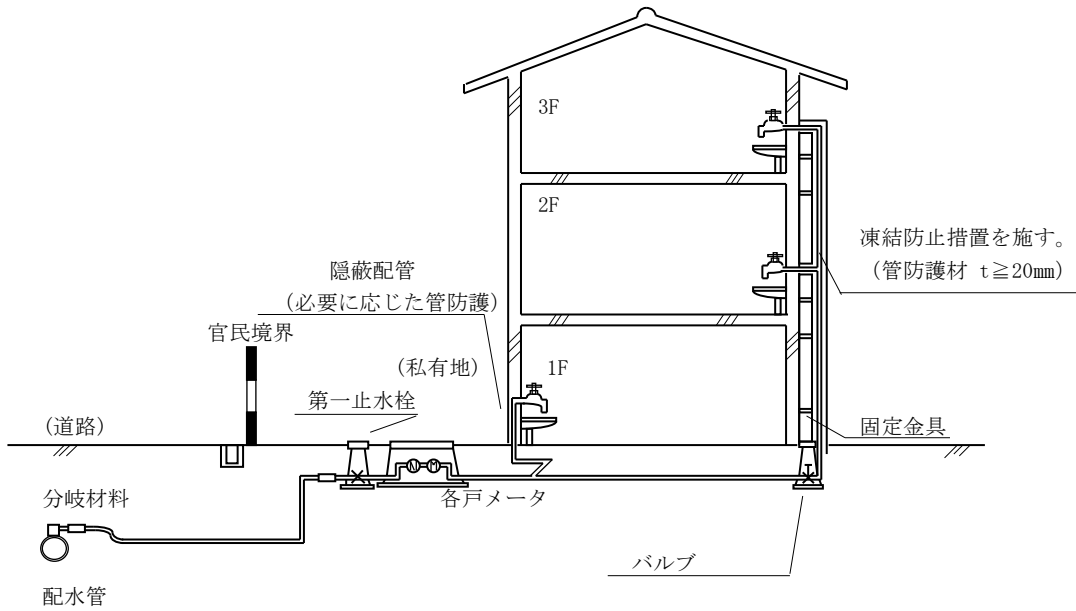 3F
2F
凍結防止措置を施す。
(管防護材 t≧20mm)
隠蔽配管
(必要に応じた管防護)
官民境界
(私有地)
1F
第一止水栓
(道路)
固定金具
N M
分岐材料
各戸メータ
バルブ
配水管